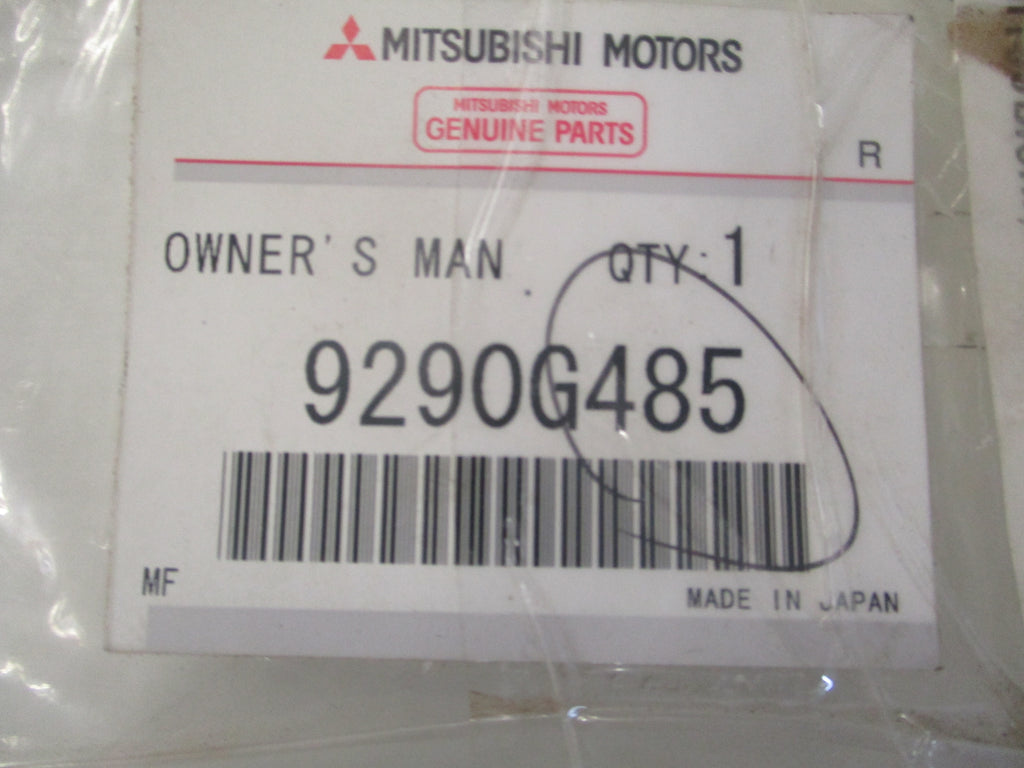 MITSUBISHI MOTORS
MITSUBISHI MOTORS
GENUINE PARTS
R
OWNER'S MAN QTY:1
9290G485
MF
MADE IN JAPAN